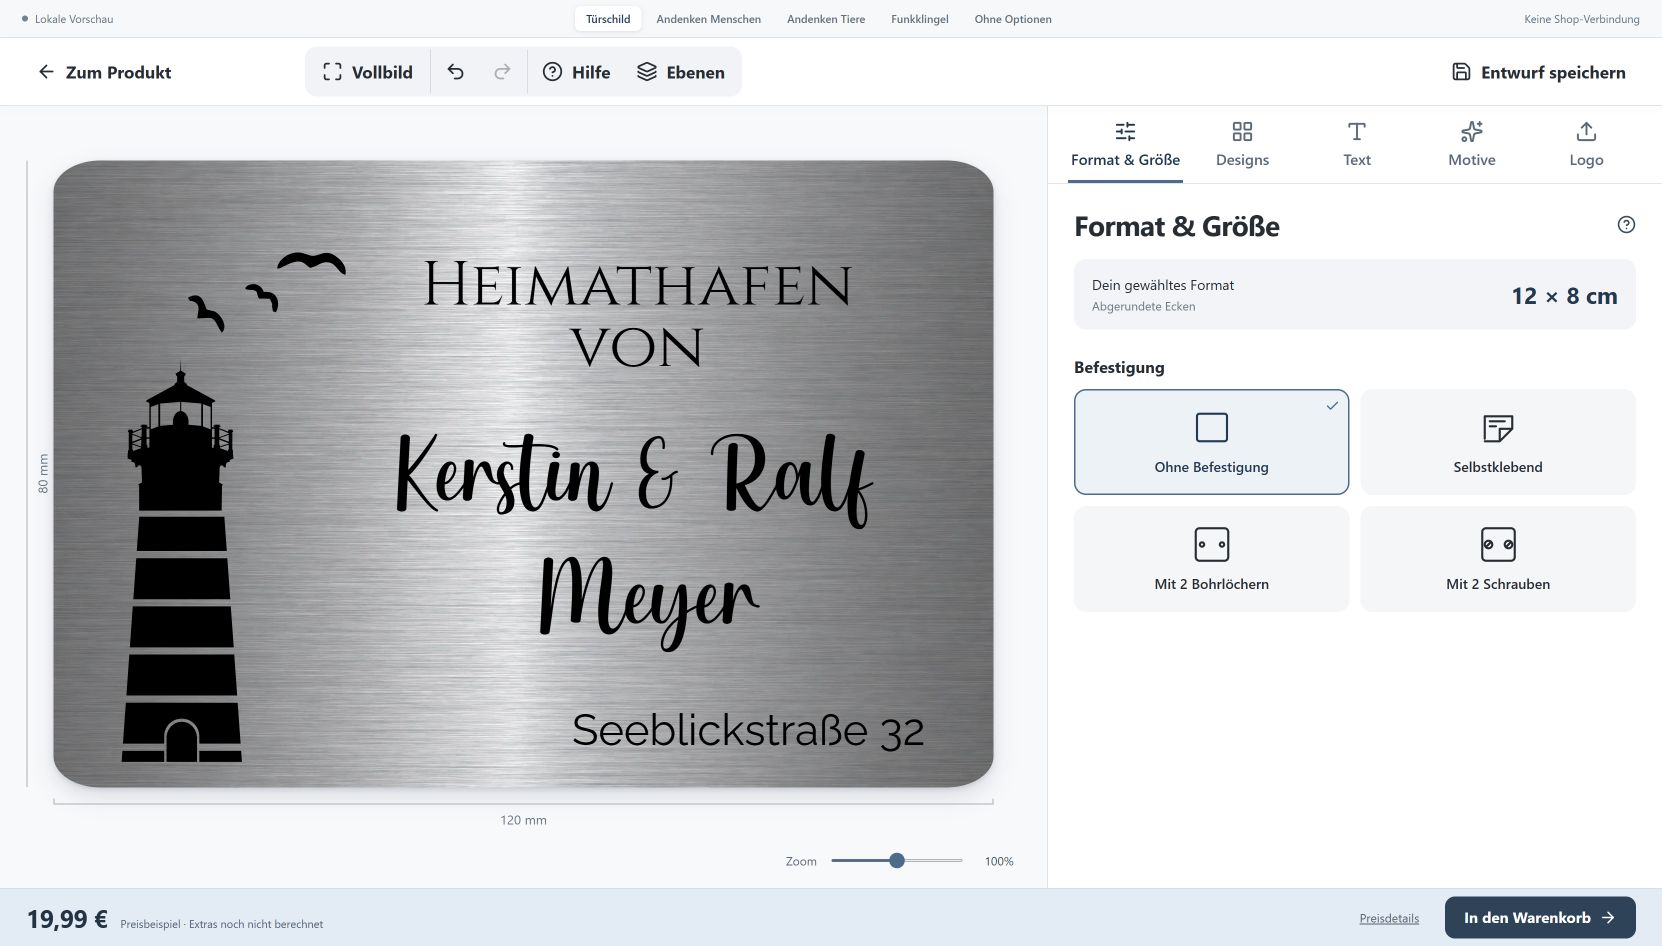 Lokale Vorschau
Türschild
Andenken Menschen
Andenken Tiere
Funkklingel
Ohne Optionen
Keine Shop-Verbindung
Zum Produkt
Vollbild
Hilfe
Ebenen
Entwurf speichern
Format & Größe
Designs
Text
Motive
Logo
80 mm
Heimathafen
von
Kerstin & Ralf
Meyer
Seeblickstraße 32
120 mm
Zoom
100%
Format & Größe
Dein gewähltes Format
Abgerundete Ecken
12 × 8 cm
Befestigung
Ohne Befestigung
Selbstklebend
Mit 2 Bohrlöchern
Mit 2 Schrauben
19,99 €
Preisbeispiel · Extras noch nicht berechnet
Preisdetails
In den Warenkorb